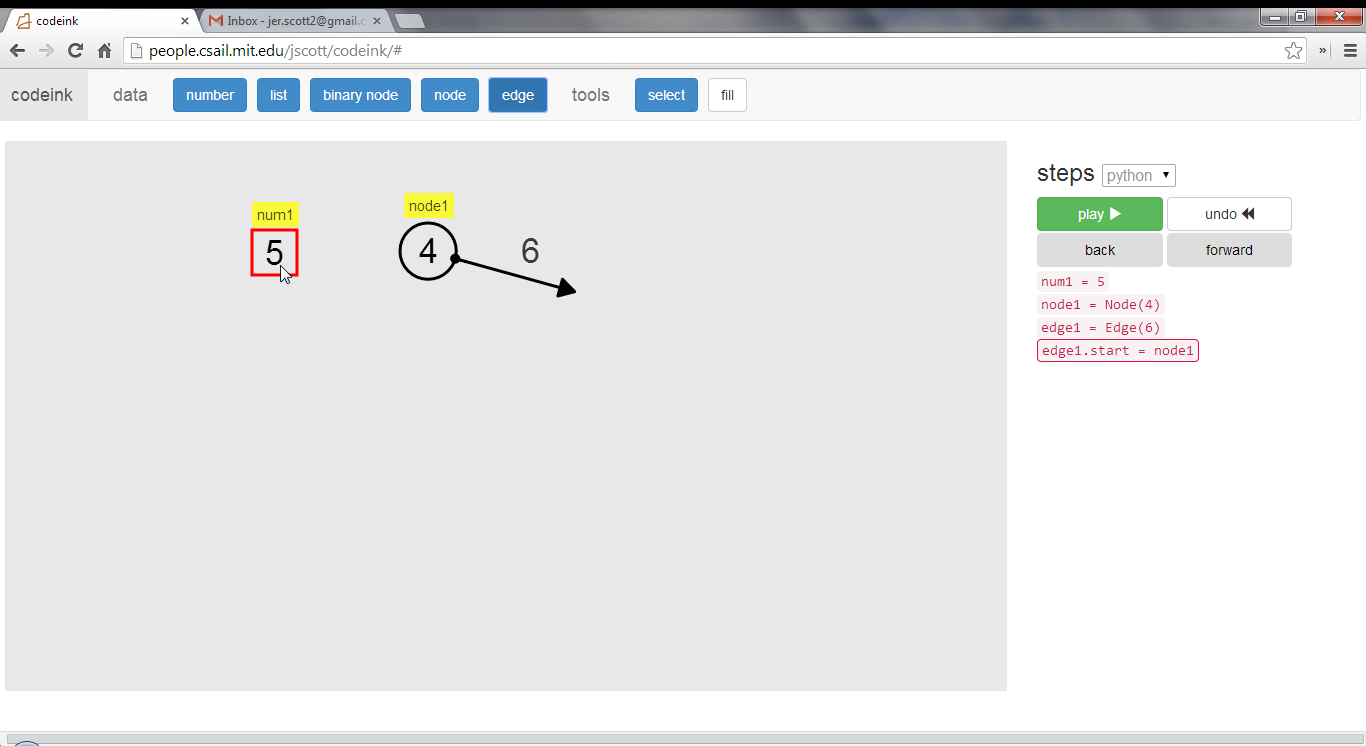 codeink
Inbox - jer.scott2@gmail.c
people.csail.mit.edu/jscott/codeink/#
codeink data number list binary node node edge tools select fill
steps python
play undo
back forward
num1 = 5
node1 = Node(4)
edge1 = Edge(6)
edge1.start = node1
num1 node1
5 4 6